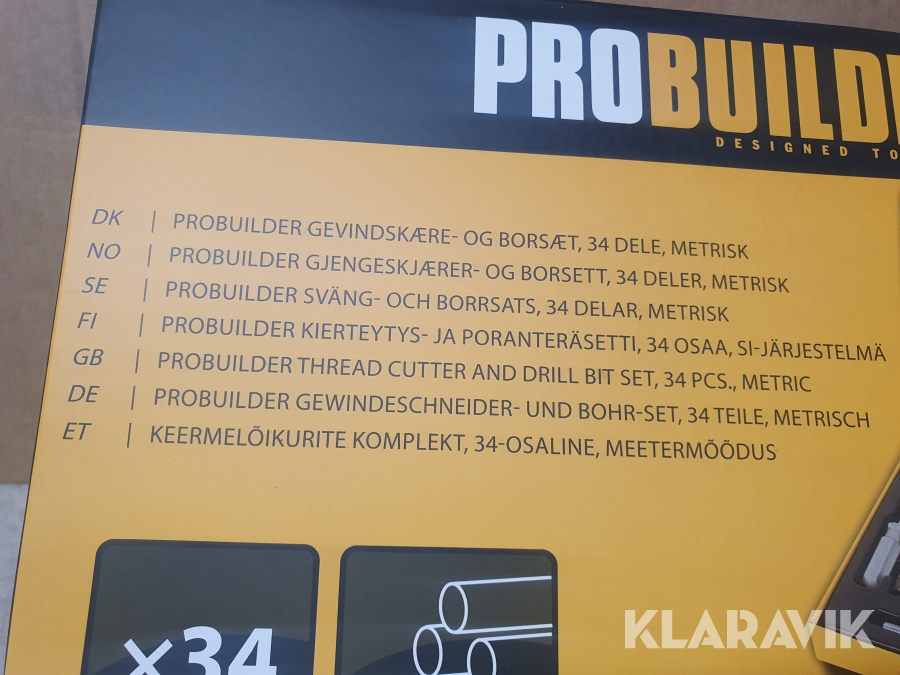 PROBUILD
DESIGNED TO
DK | PROBUILDER GEVINDSKÆRE- OG BORSÆT, 34 DELE, METRISK
NO | PROBUILDER GJENGESKJÆRER- OG BORSETT, 34 DELER, METRISK
SE | PROBUILDER SVÄNG- OCH BORRSATS, 34 DELAR, METRISK
FI | PROBUILDER KIERTEYTYS- JA PORANTERÄSETTI, 34 OSAA, SI-JÄRJESTELMÄ
GB | PROBUILDER THREAD CUTTER AND DRILL BIT SET, 34 PCS., METRIC
DE | PROBUILDER GEWINDESCHNEIDER- UND BOHR-SET, 34 TEILE, METRISCH
ET | KEERMELÕIKURITE KOMPLEKT, 34-OSALINE, MEETERMÕÕDUS
×34
KLARAVIK